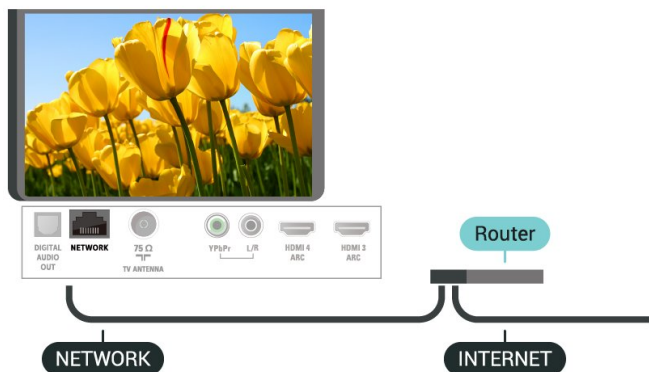 DIGITAL
AUDIO
OUT
NETWORK
75 Ω
TV ANTENNA
YPbPr
L/R
HDMI 4
ARC
HDMI 3
ARC
Router
NETWORK
INTERNET